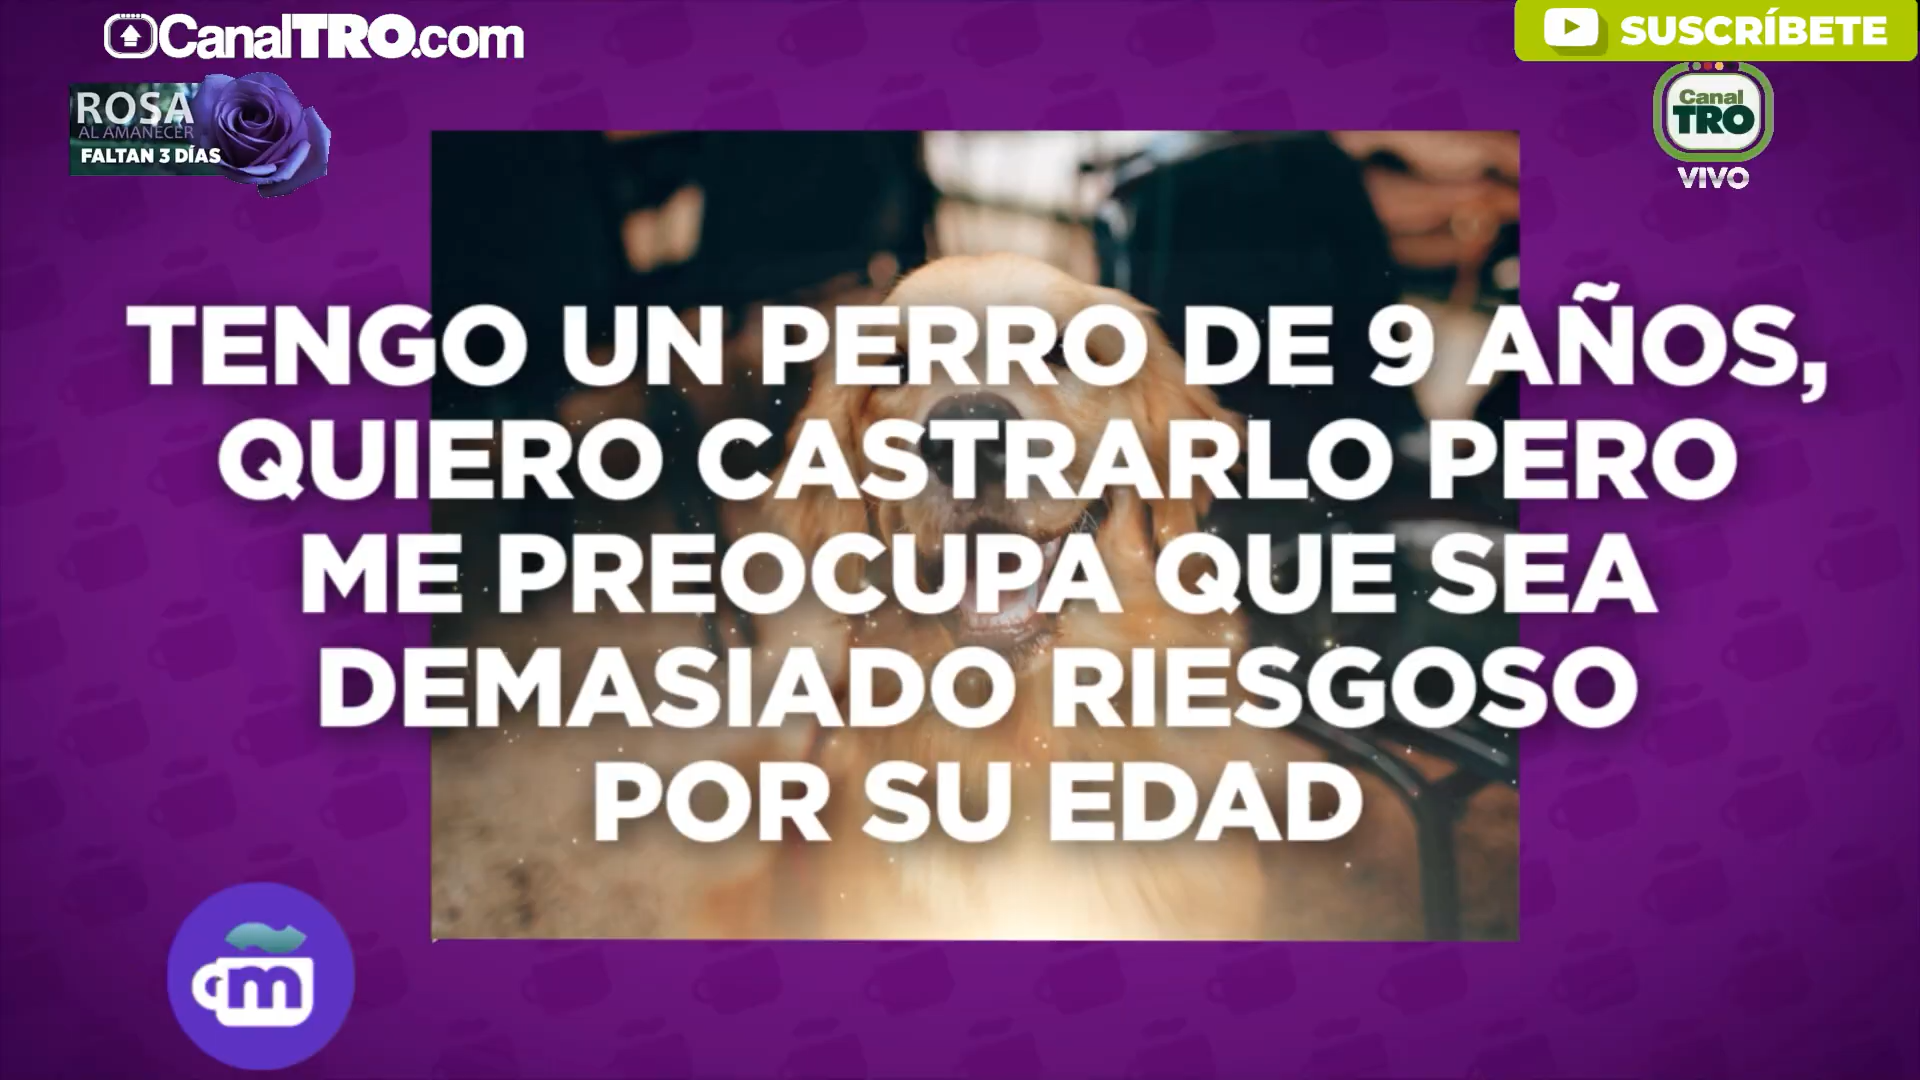 CanalTRO.com
SUSCRÍBETE
ROSA
AL AMANECER
FALTAN 3 DÍAS
Canal
TRO
VIVO
TENGO UN PERRO DE 9 AÑOS,
QUIERO CASTRARLO PERO
ME PREOCUPA QUE SEA
DEMASIADO RIESGOSO
POR SU EDAD
m